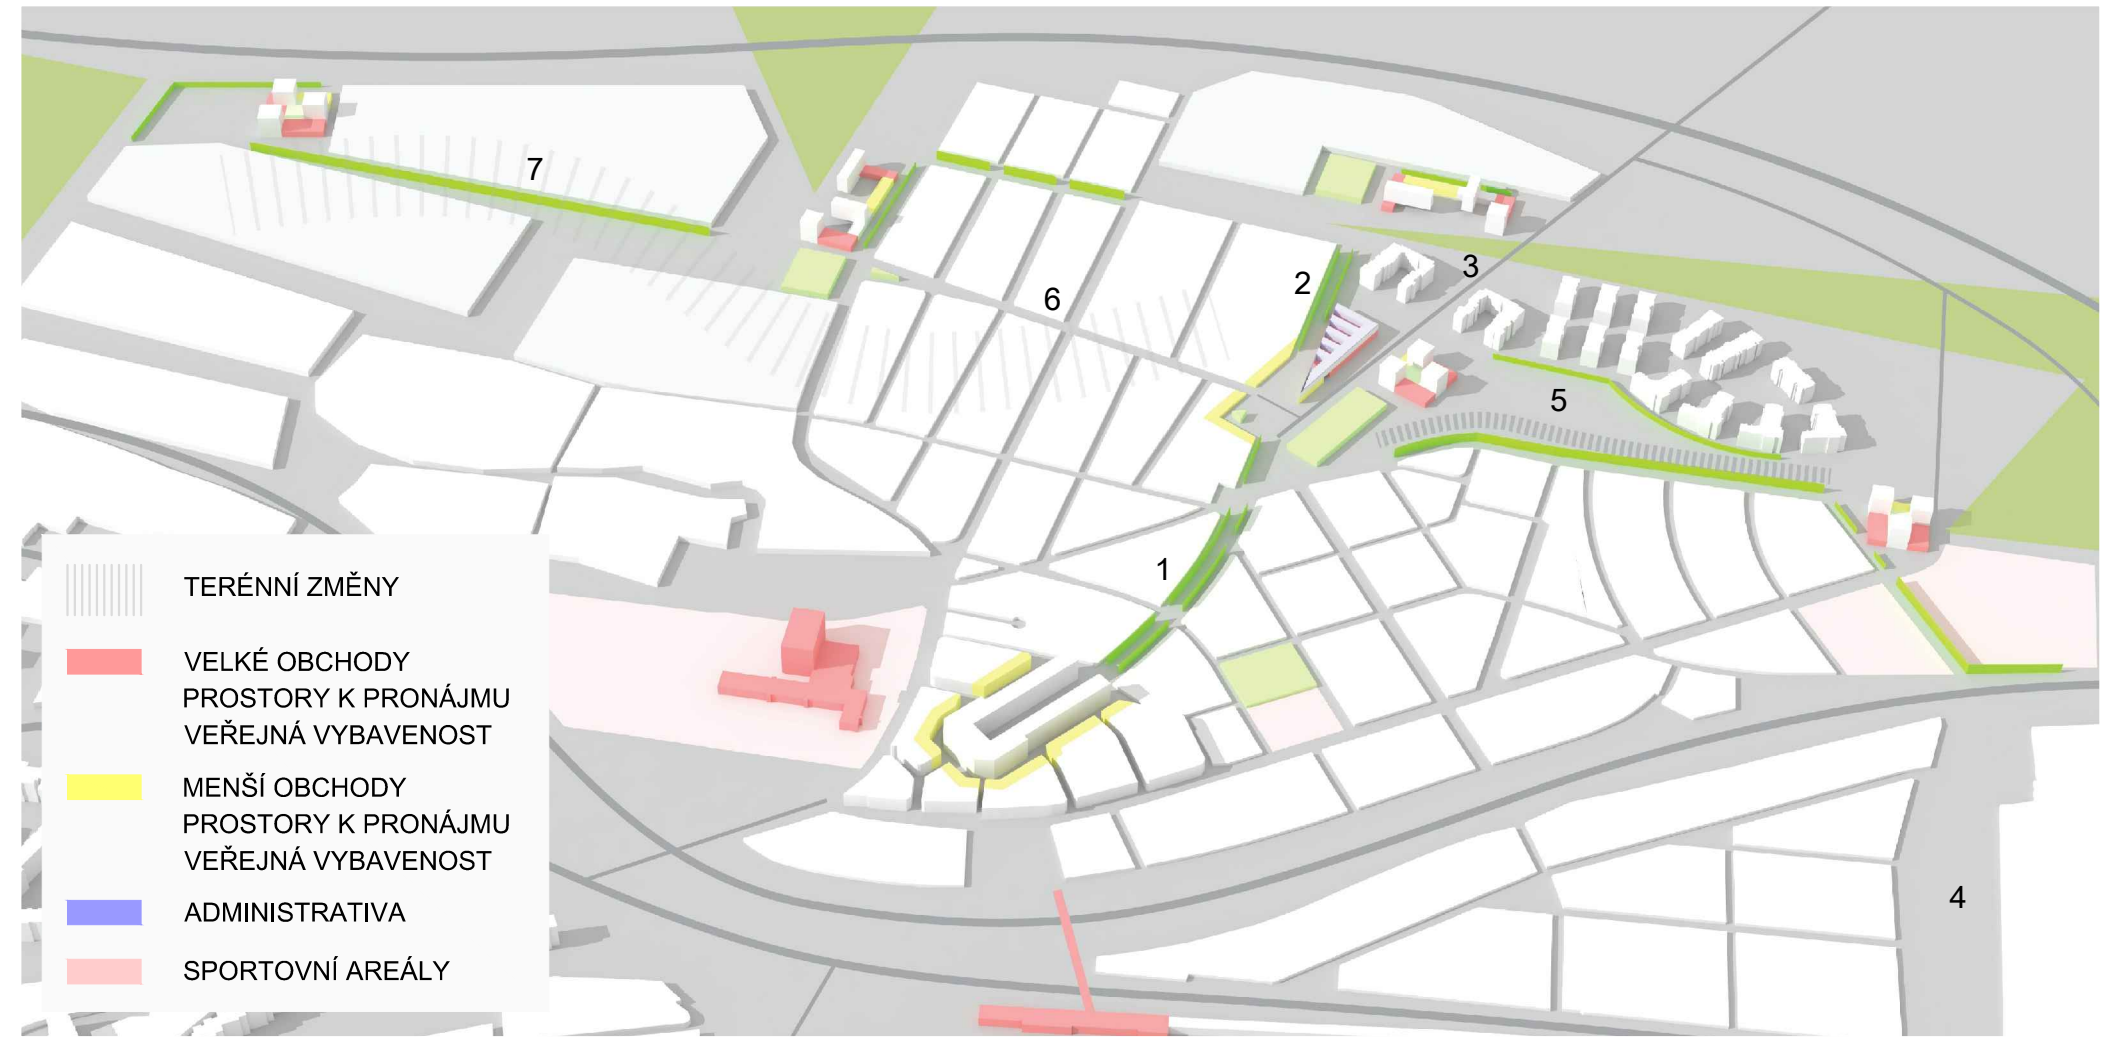 7
2
3
6
5
1
4
TERÉNNÍ ZMĚNY
VELKÉ OBCHODY
PROSTORY K PRONÁJMU
VEŘEJNÁ VYBAVENOST
MENŠÍ OBCHODY
PROSTORY K PRONÁJMU
VEŘEJNÁ VYBAVENOST
ADMINISTRATIVA
SPORTOVNÍ AREÁLY